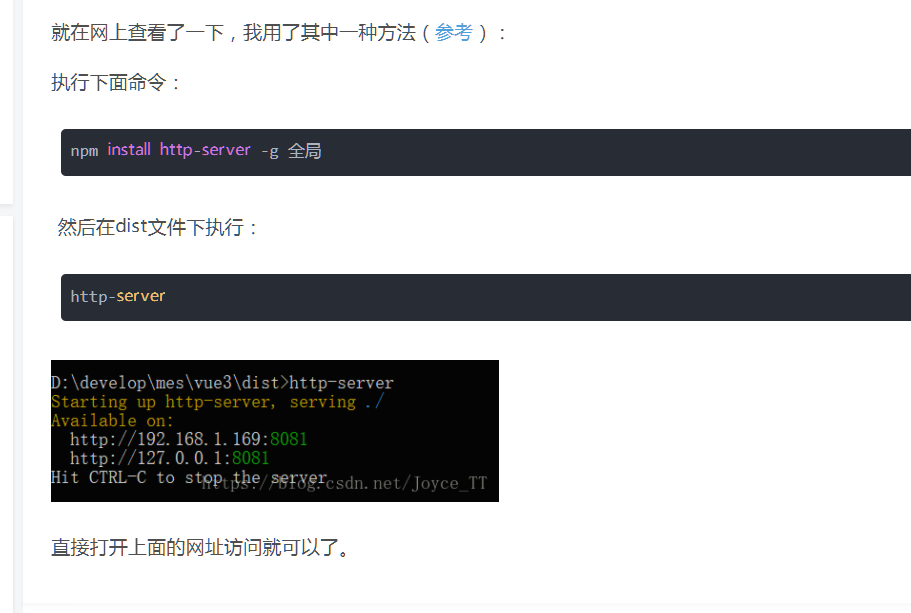 就在网上查看了一下，我用了其中一种方法（参考）：
执行下面命令：
npm install http-server -g 全局
然后在dist文件下执行：
http-server
D:\develop\mes\vue3\dist>http-server
Starting up http-server, serving ./
Available on:
http://192.168.1.169:8081
http://127.0.0.1:8081
Hit CTRL-C to stop the server
https://blog.csdn.net/Joyce_TT
直接打开上面的网址访问就可以了。